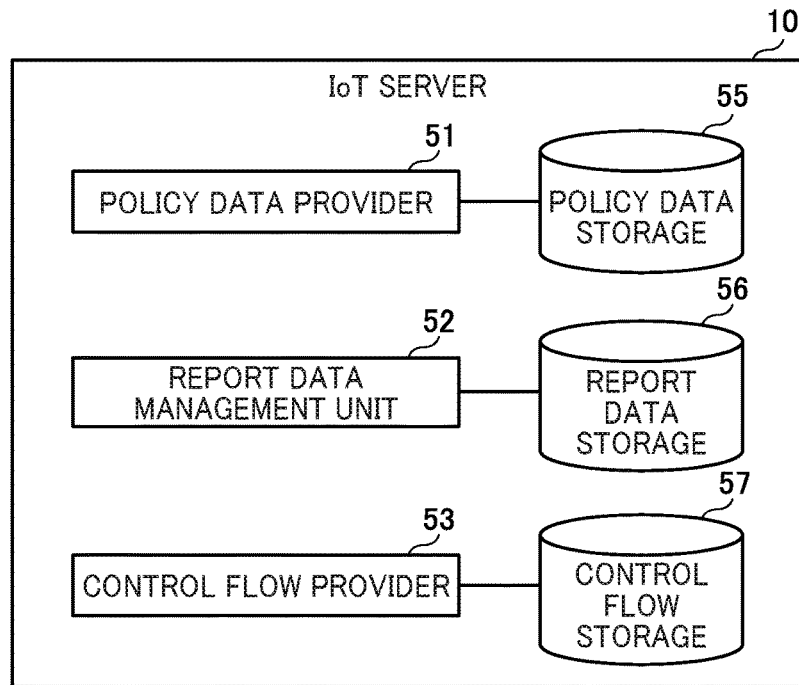 10
IoT SERVER
51
POLICY DATA PROVIDER
55
POLICY DATA
STORAGE
52
REPORT DATA
MANAGEMENT UNIT
56
REPORT
DATA
STORAGE
53
CONTROL FLOW PROVIDER
57
CONTROL
FLOW
STORAGE